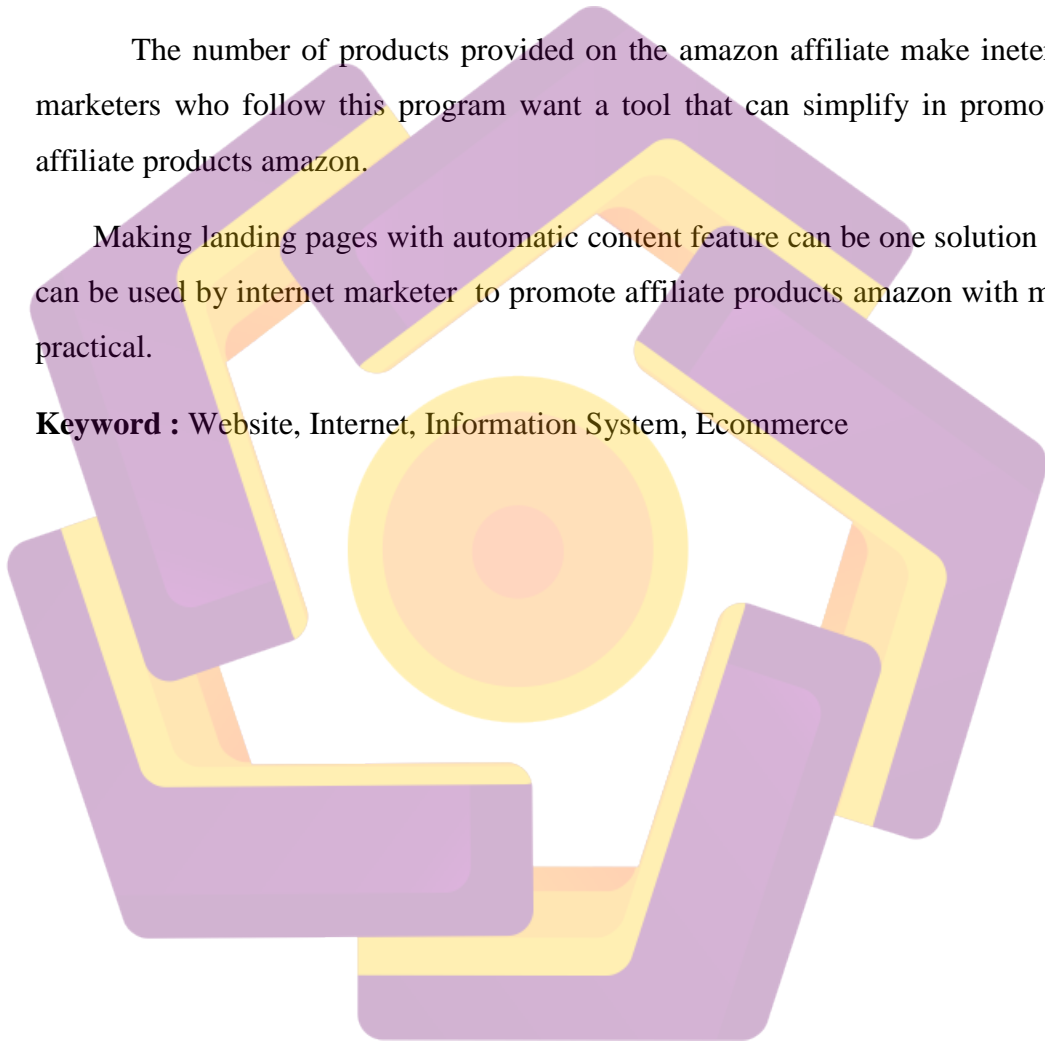 The number of products provided on the amazon affiliate make
marketers who follow this program want a tool that can simplify in
affiliate products amazon.
Making landing pages with automatic content feature can be one solution
can be used by internet marketer to promote affiliate products amazon with
practical.
Keyword : Website, Internet, Information System, Ecommerce